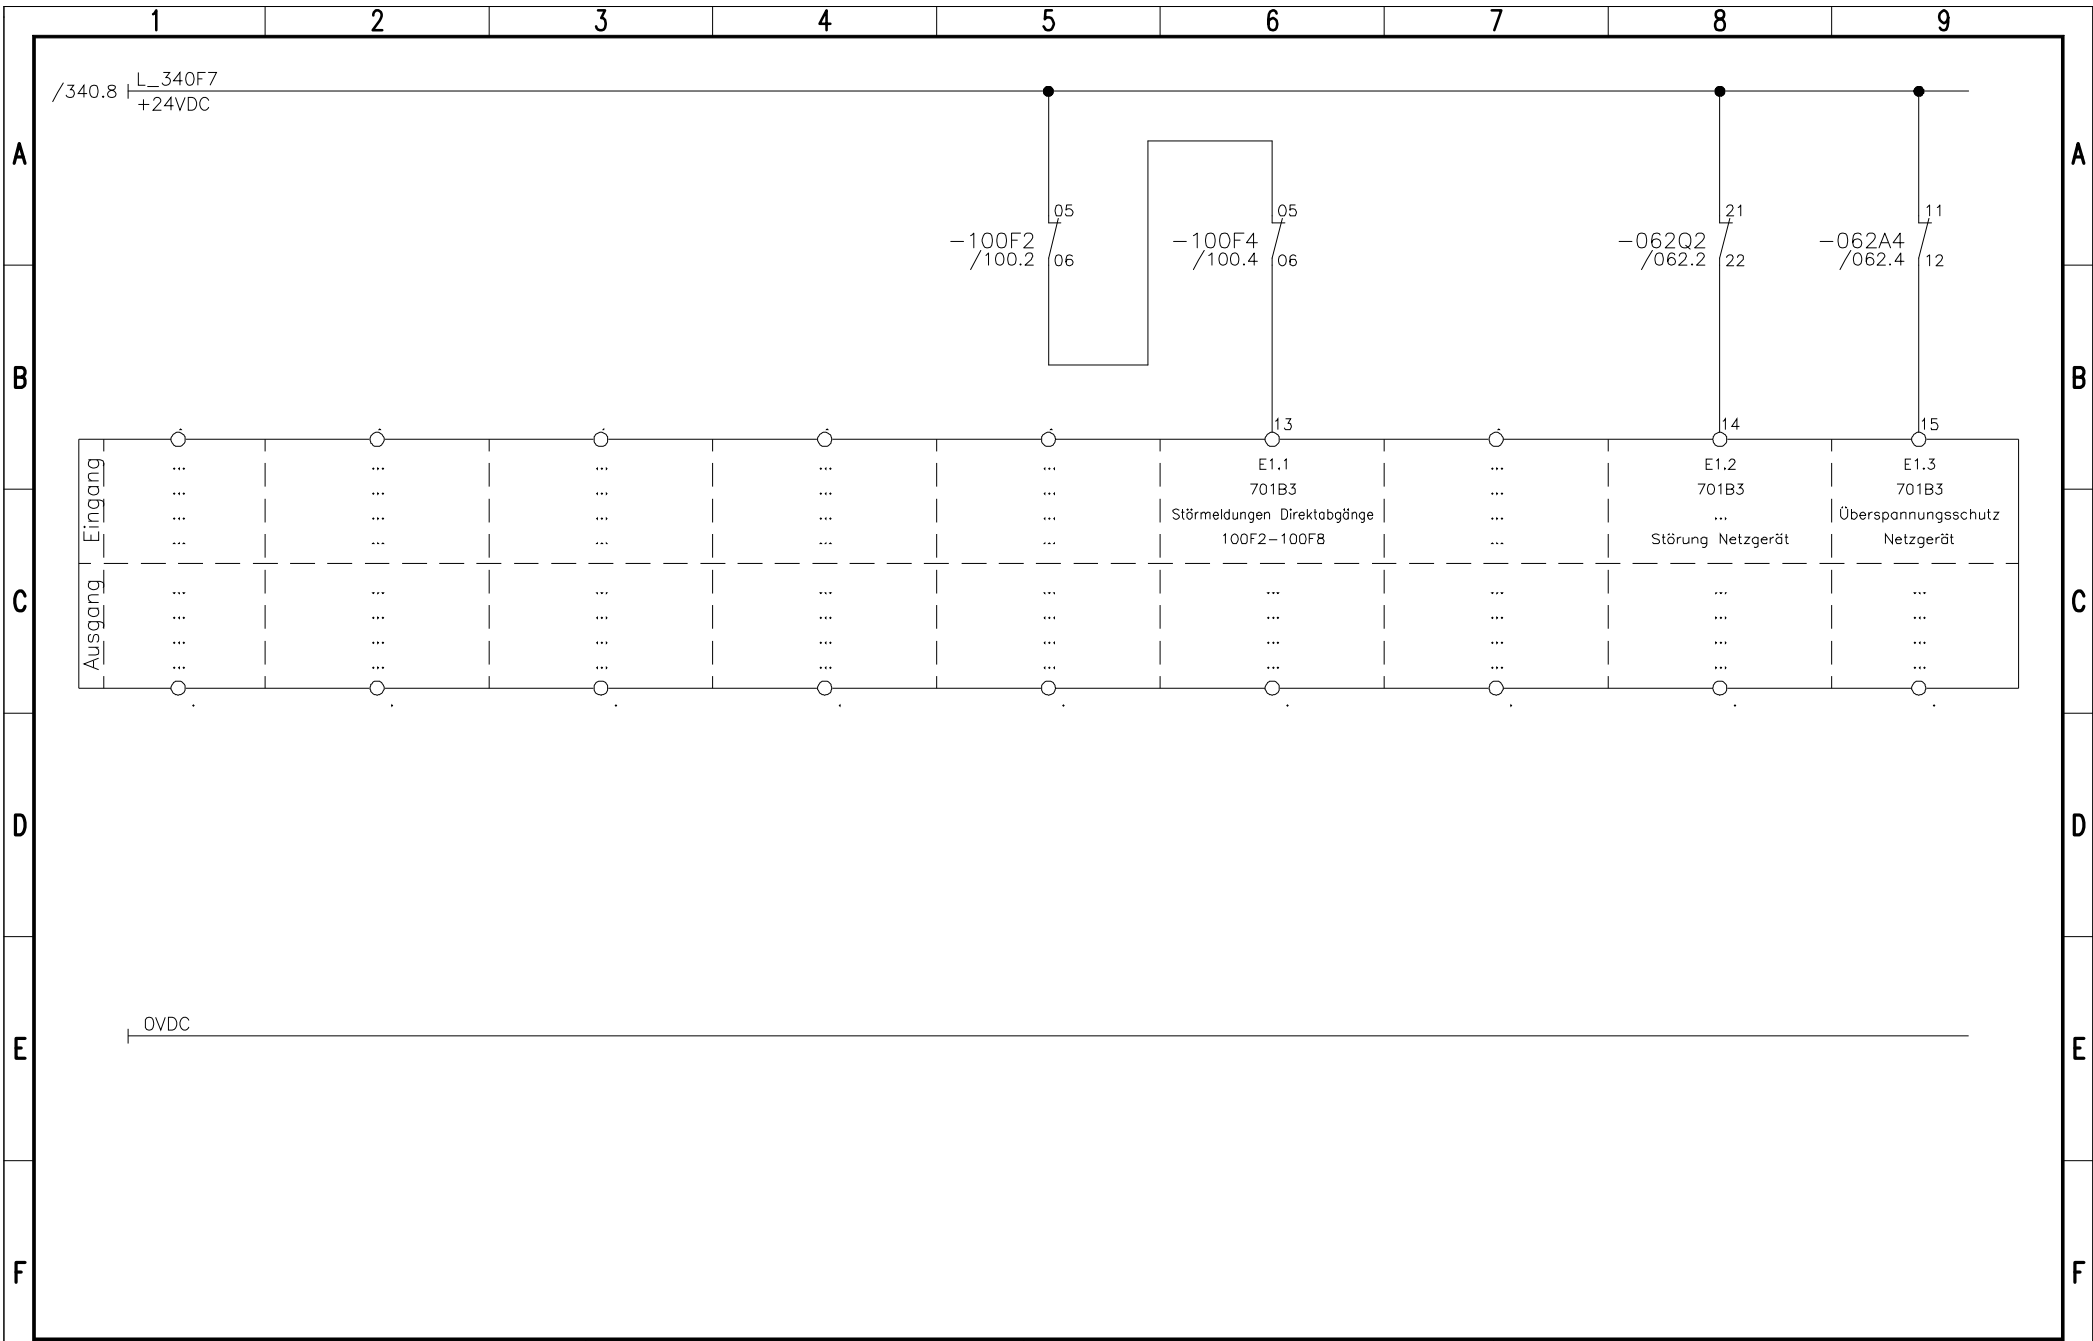 1 2 3 4 5 6 7 8 9
/340.8 L_340F7
+24VDC
A A
05 05 21 11
-100F2 -100F4 -062Q2 -062A4
/100.2 06 /100.4 06 /062.2 22 /062.4 12
B B
13 14 15
Eingang
... ... ... ... ... E1.1 ... E1.2 E1.3
... ... ... ... ... 701B3 ... 701B3 701B3
... ... ... ... ... Störmeldungen Direktabgänge ... ... Überspannungsschutz
... ... ... ... ... 100F2-100F8 ... Störung Netzgerät Netzgerät
Ausgang
... ... ... ... ... ... ... ... ...
C C
... ... ... ... ... ... ... ... ...
... ... ... ... ... ... ... ... ...
... ... ... ... ... ... ... ... ...
D D
0VDC
E E
F F